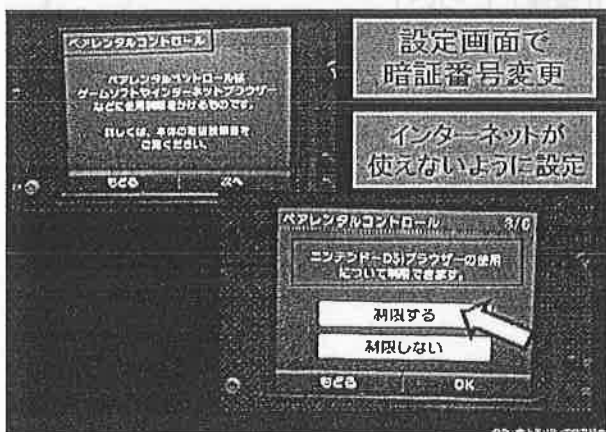 ペアレンタルコントロール
ペアレンタルコントロールは
ゲームソフトやインターネットブラウザー
などに使用制限をかけるものです。
詳しくは、本体の取扱説明書を
ご覧ください。
もどる
次へ
設定画面で
暗証番号変更
インターネットが
使えないように設定
ペアレンタルコントロール
3/6
ニンテンドーDSiブラウザーの使用
について制限できます。
制限する
制限しない
もどる
OK